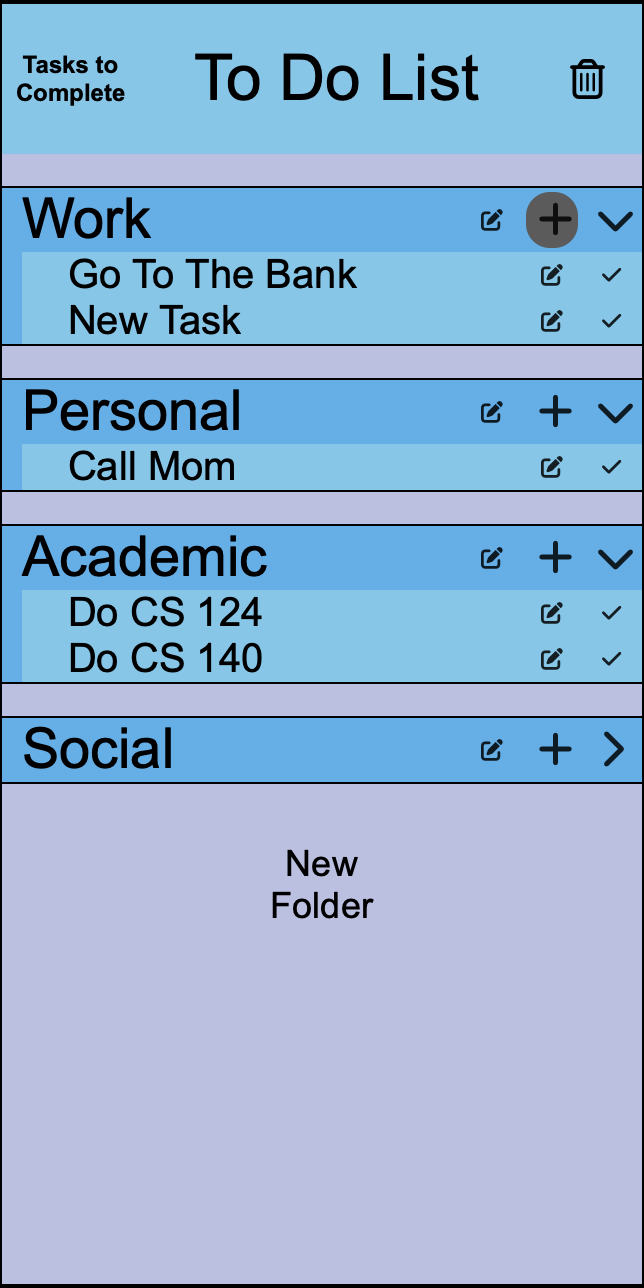 Tasks to
Complete
To Do List
Work
Go To The Bank
New Task
Personal
Call Mom
Academic
Do CS 124
Do CS 140
Social
New
Folder